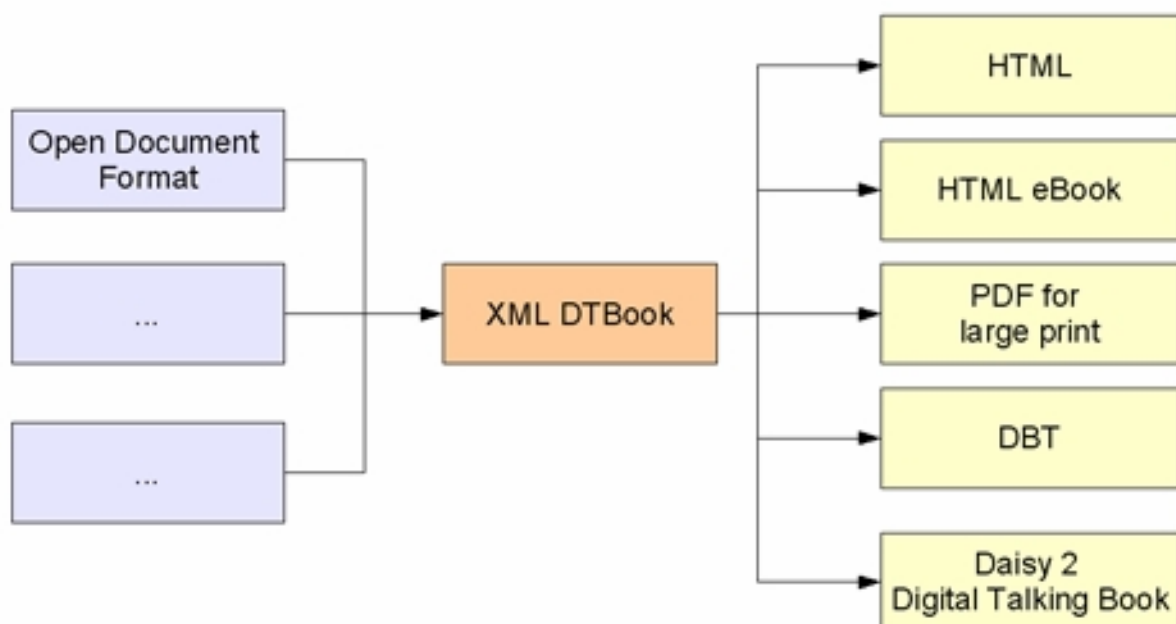 Open Document
Format
...
...
XML DTBook
HTML
HTML eBook
PDF for
large print
DBT
Daisy 2
Digital Talking Book